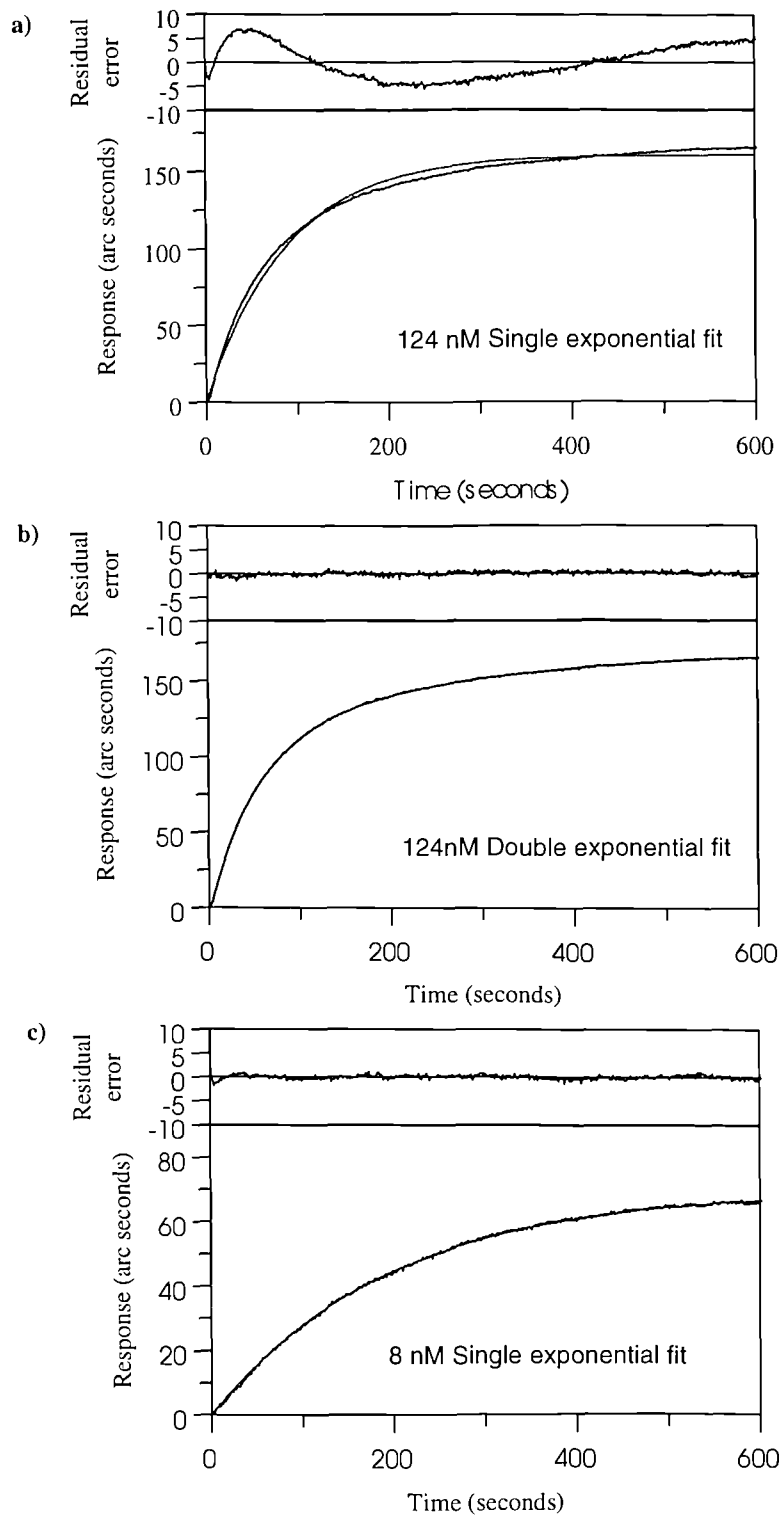 a)
Residual
error
10
5
0
-5
-10
Response (arc seconds)
150
100
50
0
124 nM Single exponential fit
0 200 400 600
Time (seconds)
b)
Residual
error
10
5
0
-5
-10
Response (arc seconds)
150
100
50
0
124nM Double exponential fit
0 200 400 600
Time (seconds)
c)
Residual
error
10
5
0
-5
-10
Response (arc seconds)
80
60
40
20
0
8 nM Single exponential fit
0 200 400 600
Time (seconds)